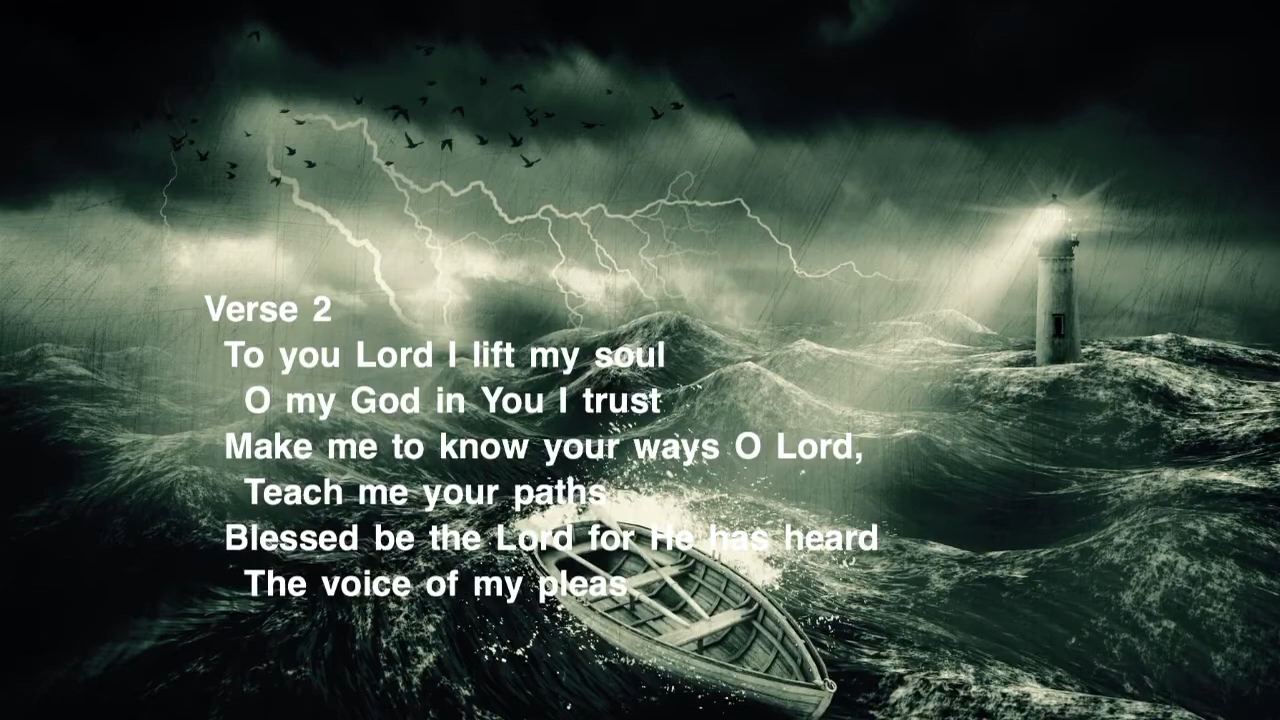 Verse 2
To you Lord I lift my soul
O my God in You I trust
Make me to know your ways O Lord,
Teach me your paths
Blessed be the Lord for He has heard
The voice of my pleas